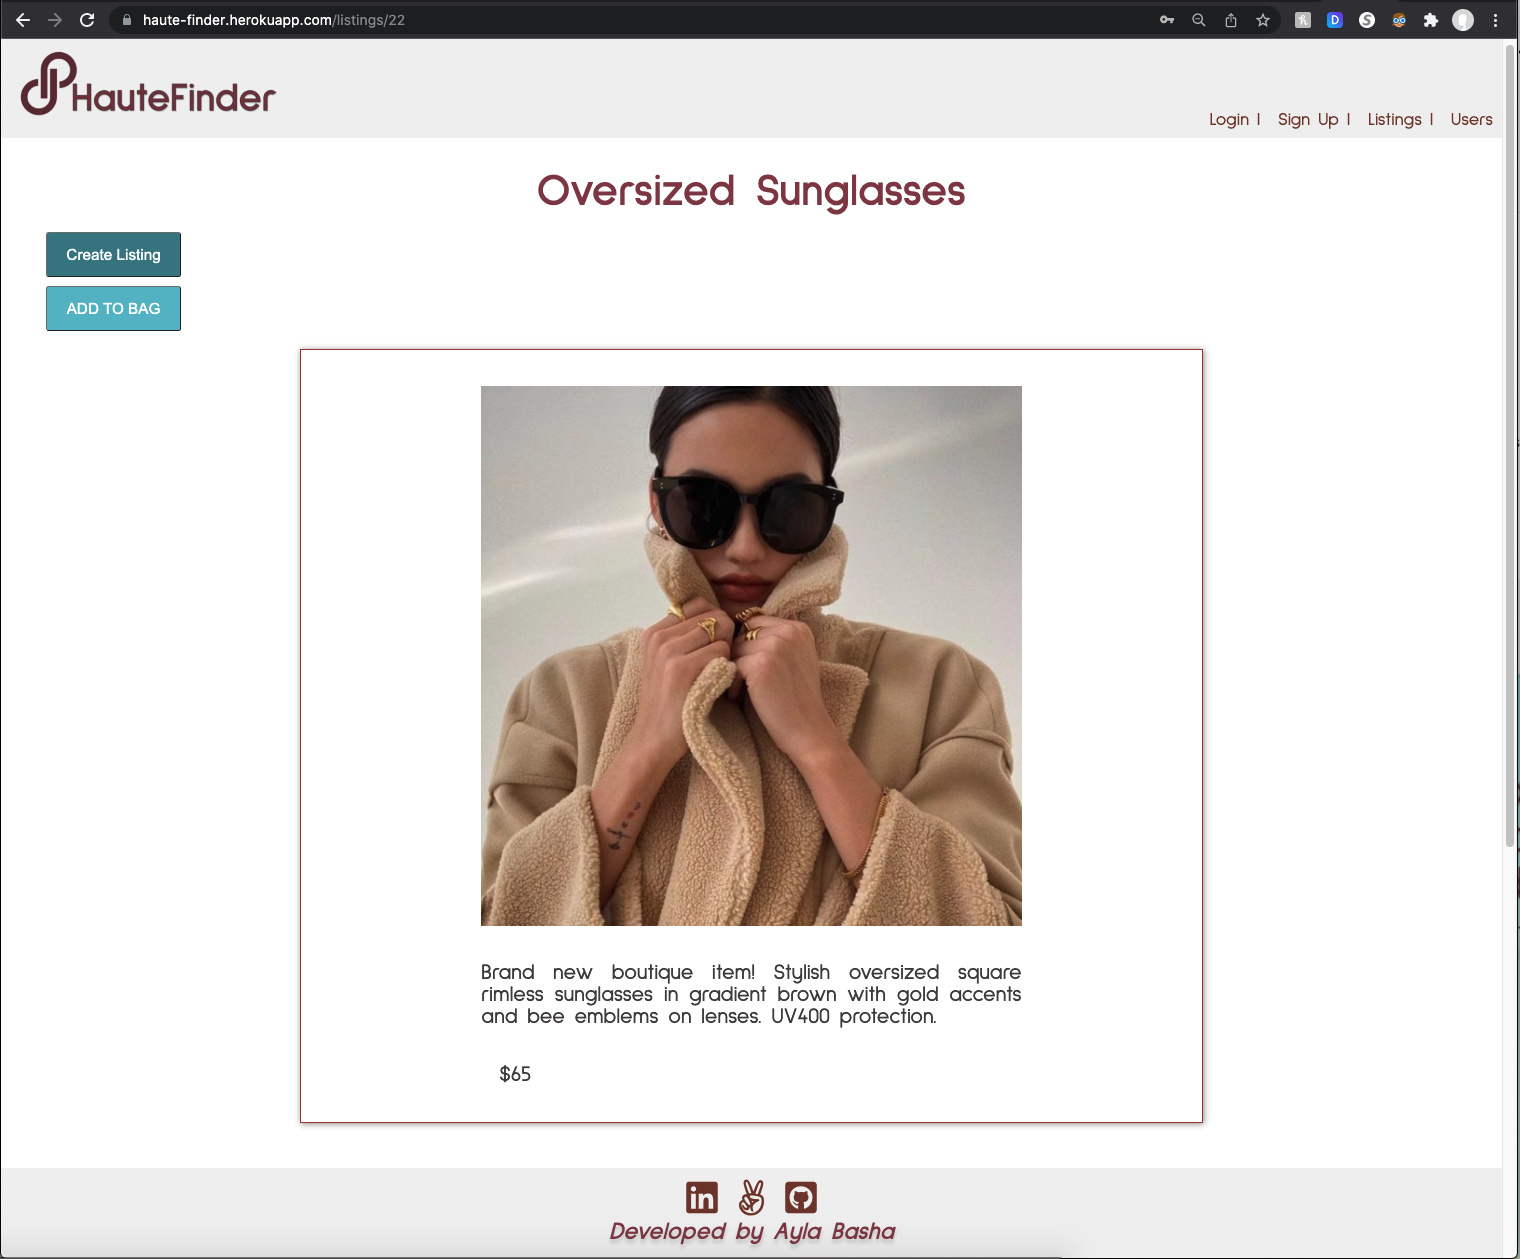 haute-finder.herokuapp.com/listings/22
HauteFinder
Login | Sign Up | Listings | Users
Oversized Sunglasses
Create Listing
ADD TO BAG
Brand new boutique item! Stylish oversized square
rimless sunglasses in gradient brown with gold accents
and bee emblems on lenses. UV400 protection.
$65
in
Developed by Ayla Basha